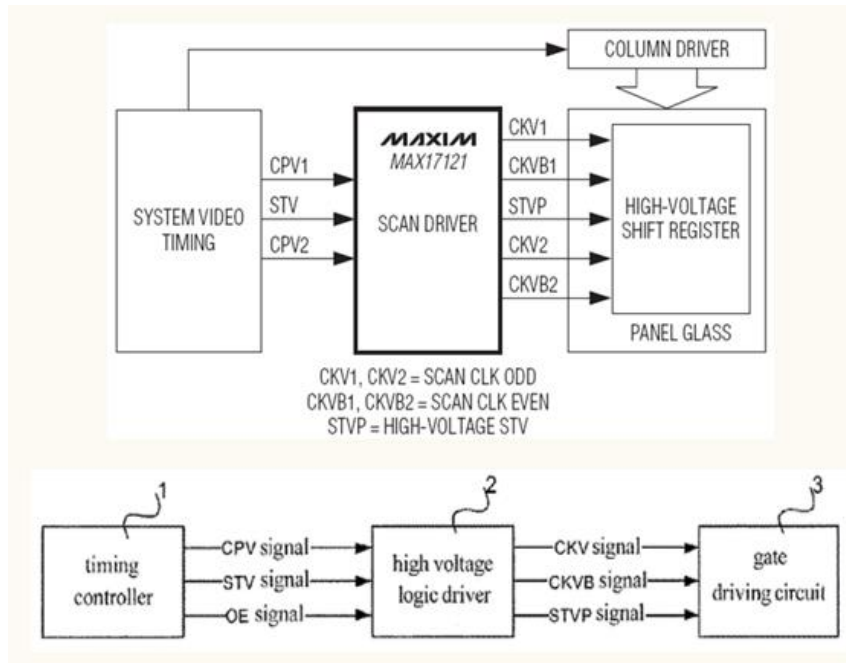 COLUMN DRIVER
SYSTEM VIDEO
TIMING
CPV1
STV
CPV2
MAXIM
MAX17121
SCAN DRIVER
CKV1
CKVB1
STVP
CKV2
CKVB2
HIGH-VOLTAGE
SHIFT REGISTER
PANEL GLASS
CKV1, CKV2 = SCAN CLK ODD
CKVB1, CKVB2 = SCAN CLK EVEN
STVP = HIGH-VOLTAGE STV
1
timing
controller
CPV signal
STV signal
OE signal
2
high voltage
logic driver
CKV signal
CKVB signal
STVP signal
3
gate
driving circuit